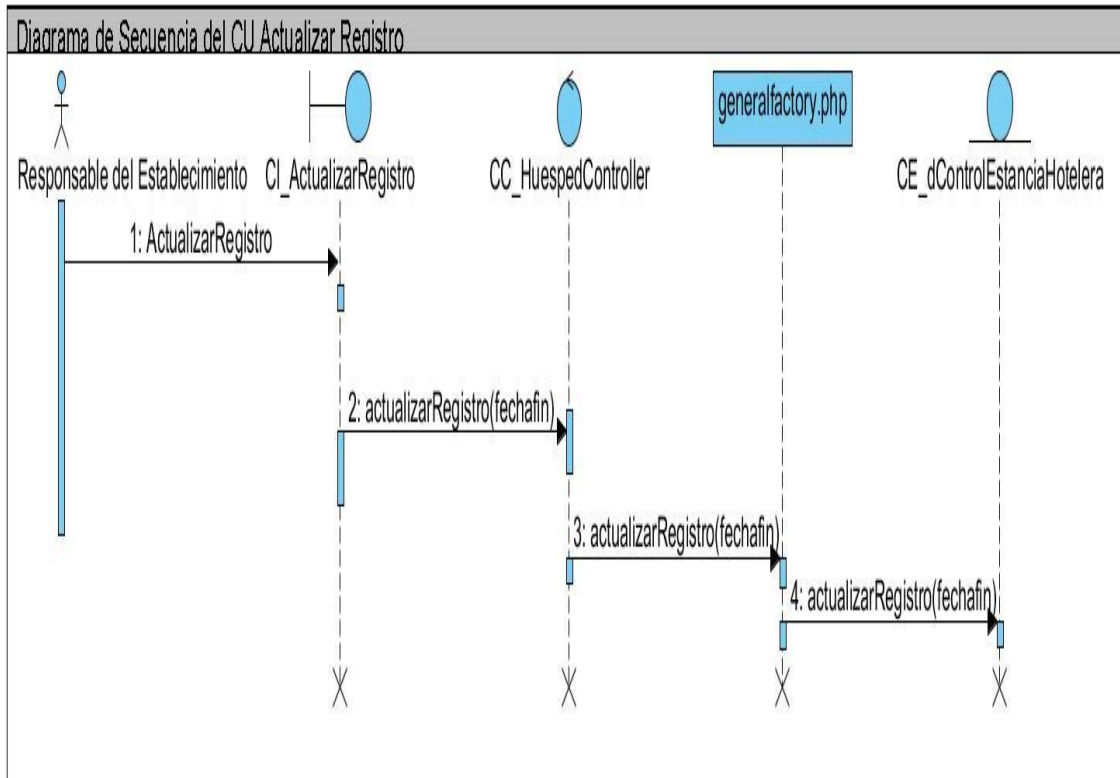 Diagrama de Secuencia del CU Actualizar Registro
generalfactory.php
Responsable del Establecimiento
CI_ActualizarRegistro
CC_HuespedController
CE_dControlEstanciaHotelera
1: ActualizarRegistro
2: actualizarRegistro(fechafin)
3: actualizarRegistro(fechafin)
4: actualizarRegistro(fechafin)